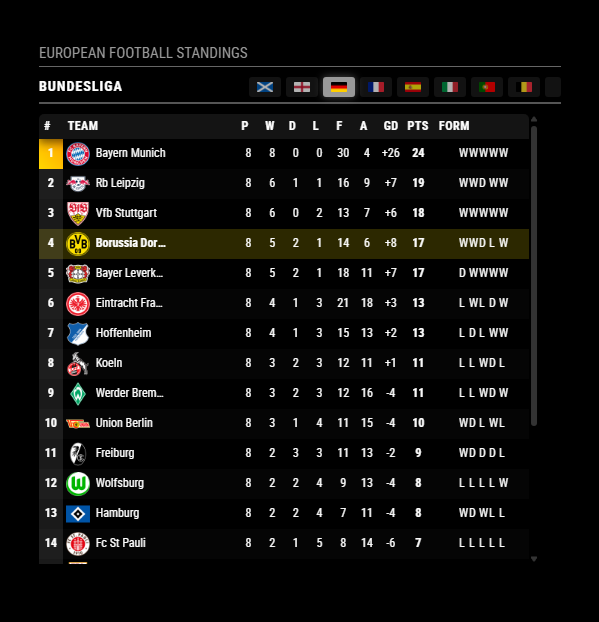 EUROPEAN FOOTBALL STANDINGS
BUNDESLIGA
# TEAM P W D L F A GD PTS FORM
1 Bayern Munich 8 8 0 0 30 4 +26 24 WWWWW
2 Rb Leipzig 8 6 1 1 16 9 +7 19 WWD WW
3 Vfb Stuttgart 8 6 0 2 13 7 +6 18 WWWWW
4 Borussia Dor... 8 5 2 1 14 6 +8 17 WWD L W
5 Bayer Leverk... 8 5 2 1 18 11 +7 17 D WWWW
6 Eintracht Fra... 8 4 1 3 21 18 +3 13 L WL D W
7 Hoffenheim 8 4 1 3 15 13 +2 13 L D L WW
8 Koeln 8 3 2 3 12 11 +1 11 L L WD L
9 Werder Brem... 8 3 2 3 12 16 -4 11 L L WD W
10 Union Berlin 8 3 1 4 11 15 -4 10 WD L WL
11 Freiburg 8 2 3 3 11 13 -2 9 WD D D L
12 Wolfsburg 8 2 2 4 9 13 -4 8 L L L L W
13 Hamburg 8 2 2 4 7 11 -4 8 WD WL L
14 Fc St Pauli 8 2 1 5 8 14 -6 7 L L L L L